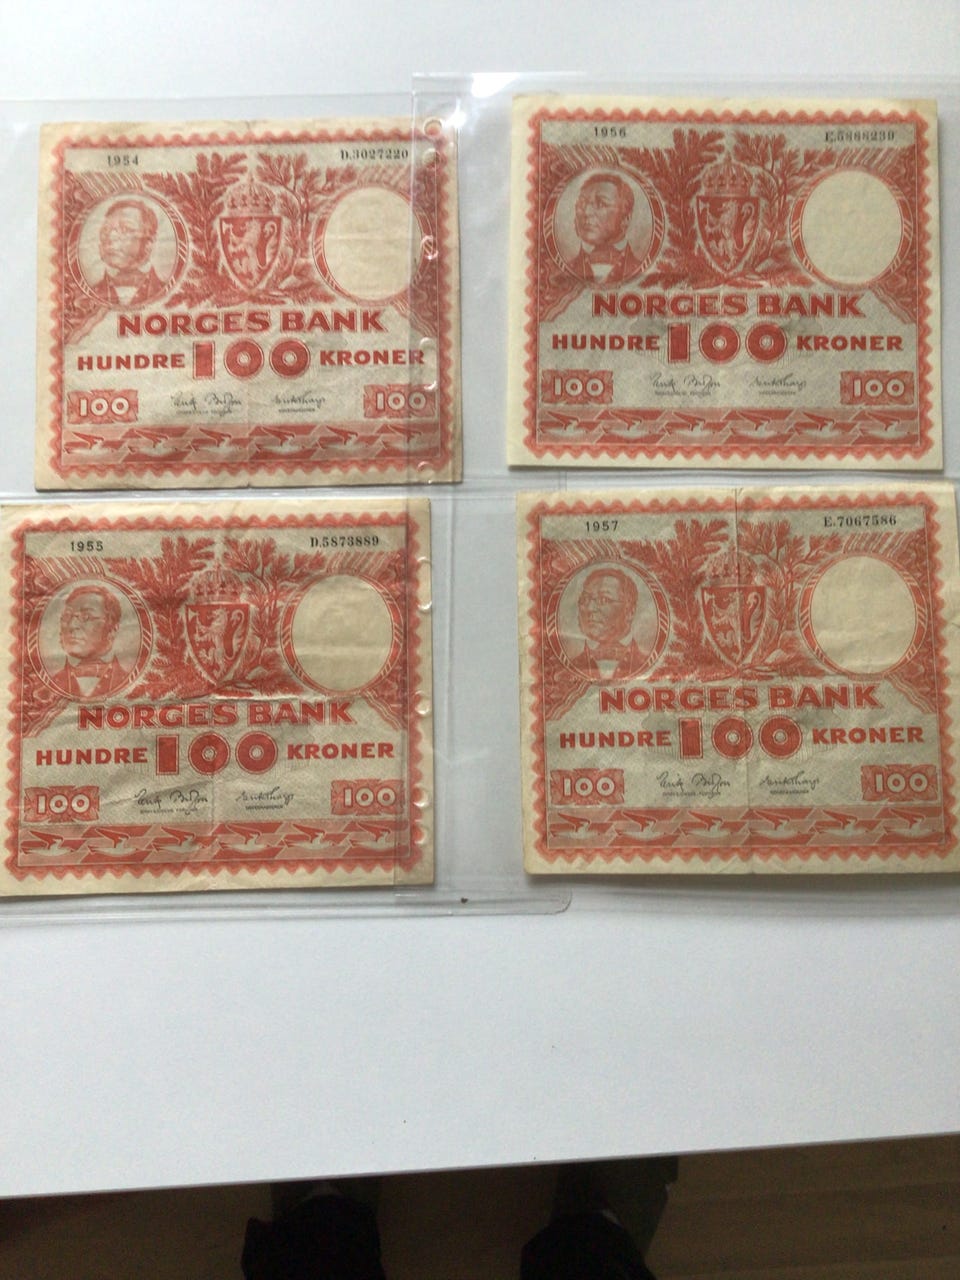 1954 D.3027220
NORGES BANK
HUNDRE 100 KRONER
100 100
1956 E.5868239
NORGES BANK
HUNDRE 100 KRONER
100 100
1955 D.5873889
NORGES BANK
HUNDRE 100 KRONER
100 100
1957 E.7067586
NORGES BANK
HUNDRE 100 KRONER
100 100